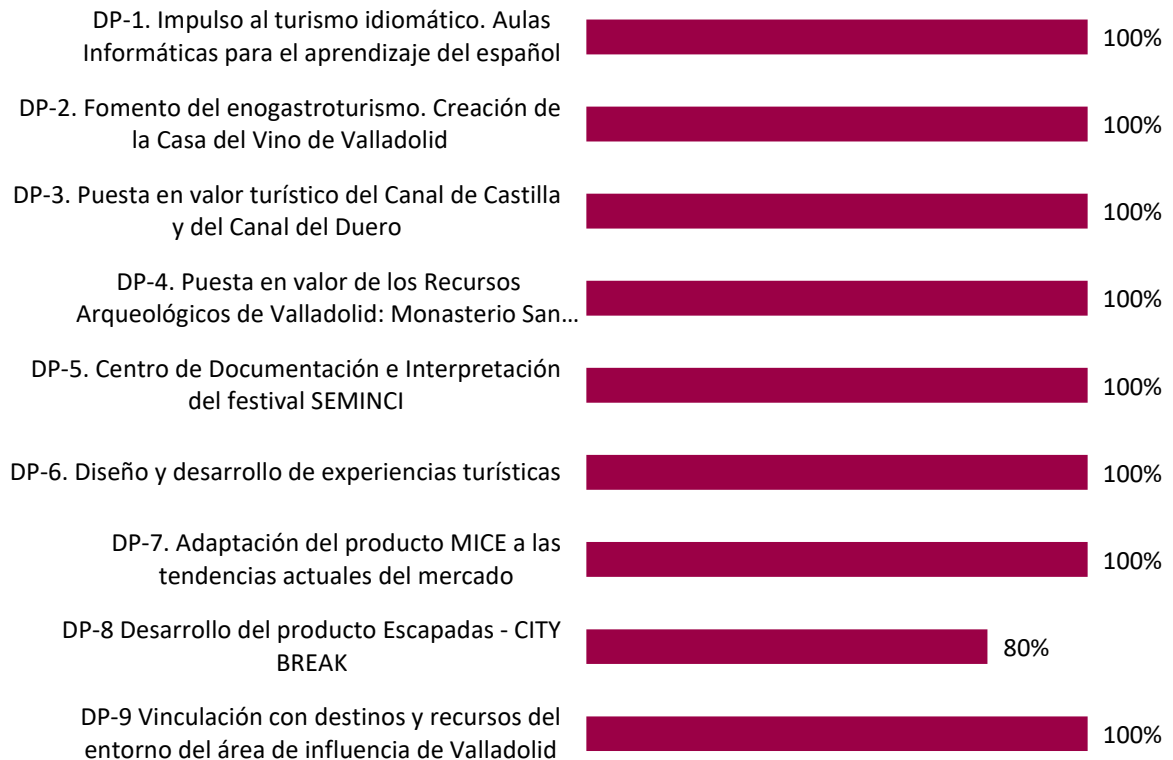 DP-1. Impulso al turismo idiomático. Aulas
Informáticas para el aprendizaje del español
100%
DP-2. Fomento del enogastroturismo. Creación de
la Casa del Vino de Valladolid
100%
DP-3. Puesta en valor turístico del Canal de Castilla
y del Canal del Duero
100%
DP-4. Puesta en valor de los Recursos
Arqueológicos de Valladolid: Monasterio San...
100%
DP-5. Centro de Documentación e Interpretación
del festival SEMINCI
100%
DP-6. Diseño y desarrollo de experiencias turísticas
100%
DP-7. Adaptación del producto MICE a las
tendencias actuales del mercado
100%
DP-8 Desarrollo del producto Escapadas - CITY
BREAK
80%
DP-9 Vinculación con destinos y recursos del
entorno del área de influencia de Valladolid
100%